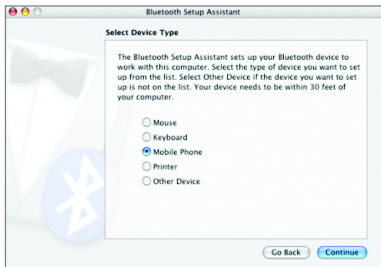 Bluetooth Setup Assistant
Select Device Type
The Bluetooth Setup Assistant sets up your Bluetooth device to
work with this computer. Select the type of device you want to set
up from the list. Select Other Device if the device you want to set
up is not on the list. Your device needs to be within 30 feet of
your computer.
Mouse
Keyboard
Mobile Phone
Printer
Other Device
Go Back
Continue